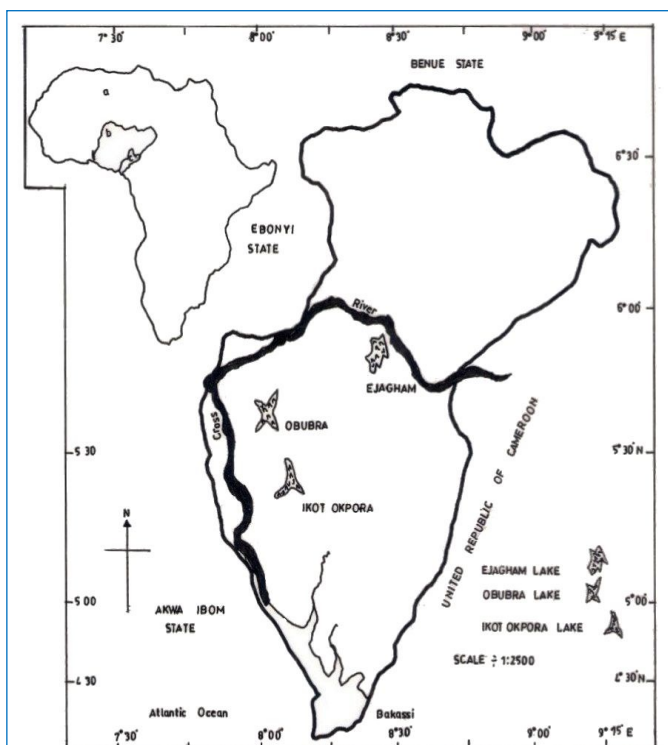 7°30'
8°00'
8°30'
9°00'
9°15'E
BENUE STATE
a
b
6°30'
EBONYI
STATE
River
6°00'
EJAGHAM
Cross
OBUBRA
5 30
5°30'N
IKOT OKPORA
UNITED REPUBLIC OF CAMEROON
N
EJAGHAM LAKE
OBUBRA LAKE
5 00
5°00'
AKWA IBOM
STATE
IKOT OKPORA LAKE
SCALE ÷ 1:2500
4°30'N
Atlantic Ocean
Bakassi
7°30'
8°00'
8°30'
9°00'
9°15'E